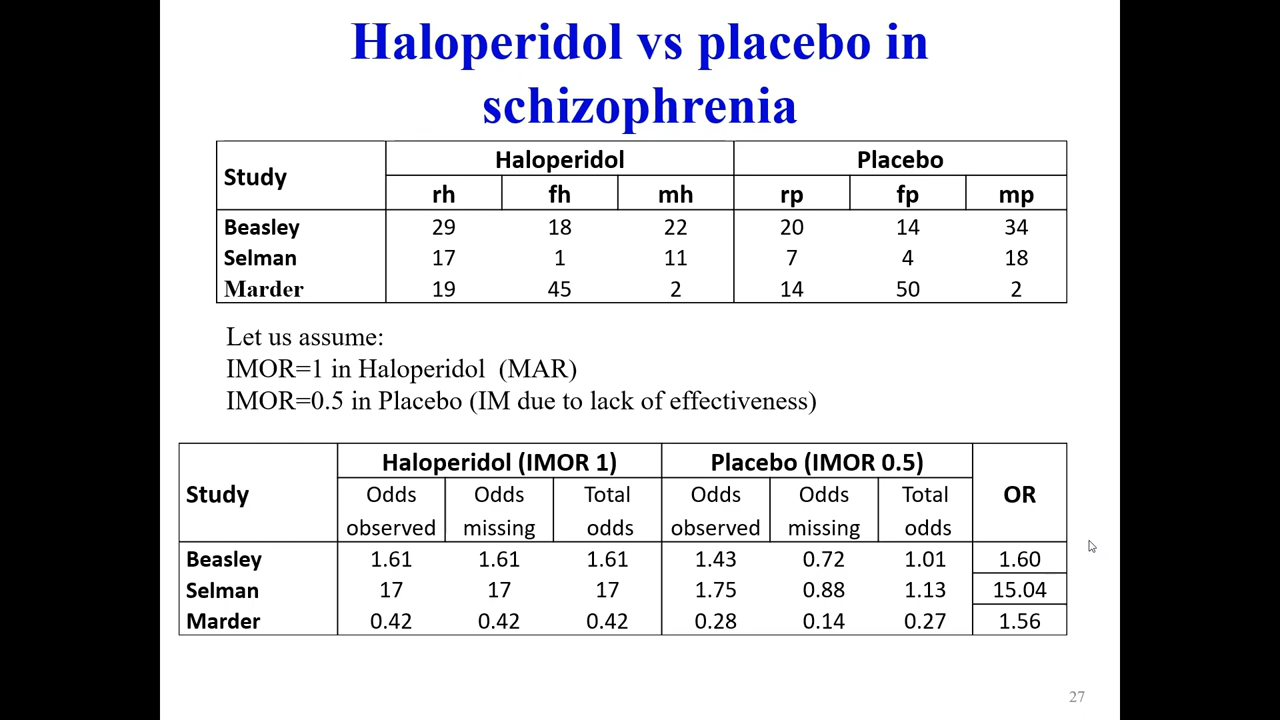 Haloperidol vs placebo in
schizophrenia
Study Haloperidol Placebo
rh fh mh rp fp mp
Beasley 29 18 22 20 14 34
Selman 17 1 11 7 4 18
Marder 19 45 2 14 50 2
Let us assume:
IMOR=1 in Haloperidol (MAR)
IMOR=0.5 in Placebo (IM due to lack of effectiveness)
Study Haloperidol (IMOR 1) Placebo (IMOR 0.5) OR
Odds observed Odds missing Total odds Odds observed Odds missing Total odds
Beasley 1.61 1.61 1.61 1.43 0.72 1.01 1.60
Selman 17 17 17 1.75 0.88 1.13 15.04
Marder 0.42 0.42 0.42 0.28 0.14 0.27 1.56
27